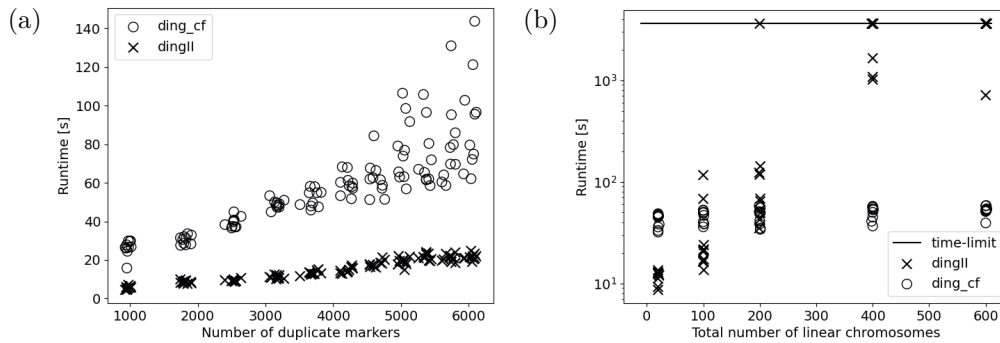 (a)
ding_cf
dingII
140
120
100
80
60
40
20
0
Runtime [s]
1000 2000 3000 4000 5000 6000
Number of duplicate markers
(b)
10³
10²
10¹
Runtime [s]
time-limit
dingII
ding_cf
0 100 200 300 400 500 600
Total number of linear chromosomes